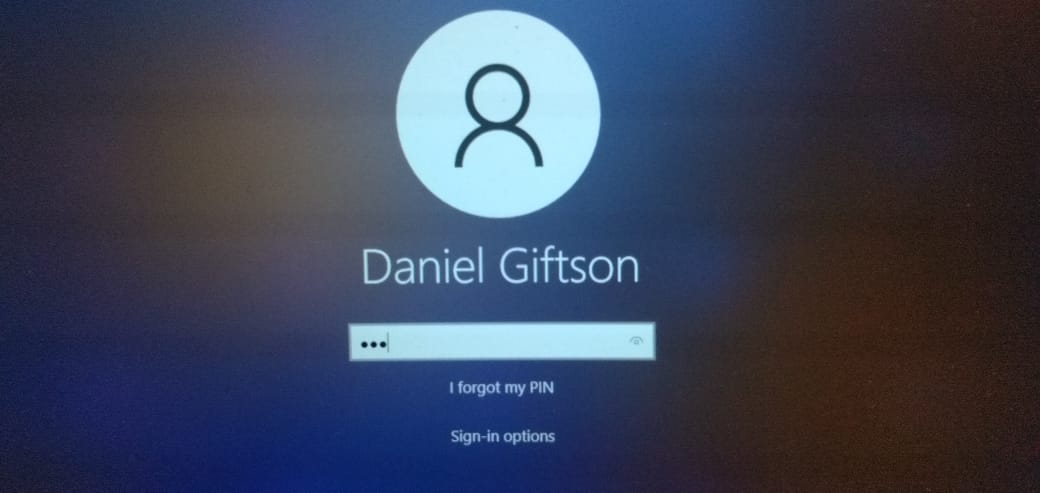 Daniel Giftson
•••
I forgot my PIN
Sign-in options